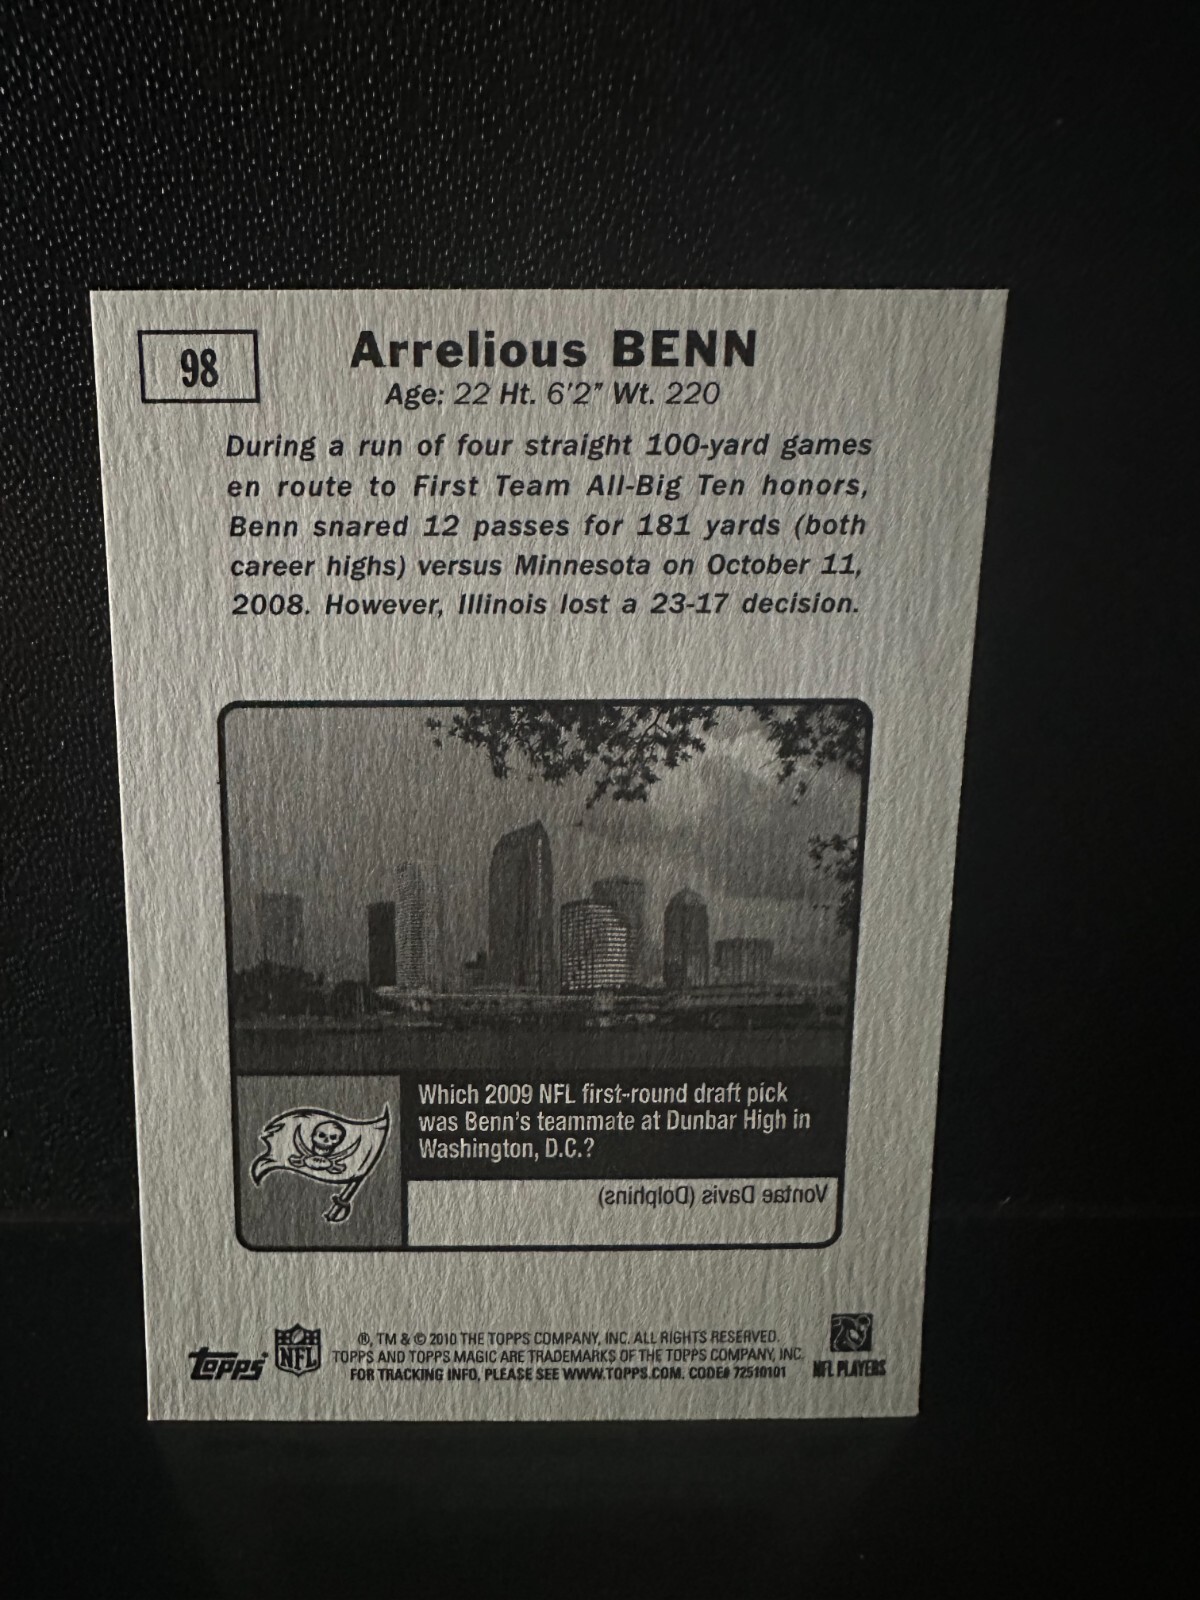 98
Arrelious BENN
Age: 22 Ht. 6'2" Wt. 220
During a run of four straight 100-yard games
en route to First Team All-Big Ten honors,
Benn snared 12 passes for 181 yards (both
career highs) versus Minnesota on October 11,
2008. However, Illinois lost a 23-17 decision.
Which 2009 NFL first-round draft pick
was Benn's teammate at Dunbar High in
Washington, D.C.?
Vontae Davis (Dolphins)
Topps
NFL
®, TM & © 2010 THE TOPPS COMPANY, INC. ALL RIGHTS RESERVED.
TOPPS AND TOPPS MAGIC ARE TRADEMARKS OF THE TOPPS COMPANY, INC.
FOR TRACKING INFO, PLEASE SEE WWW.TOPPS.COM. CODE# 72510101
NFL PLAYERS